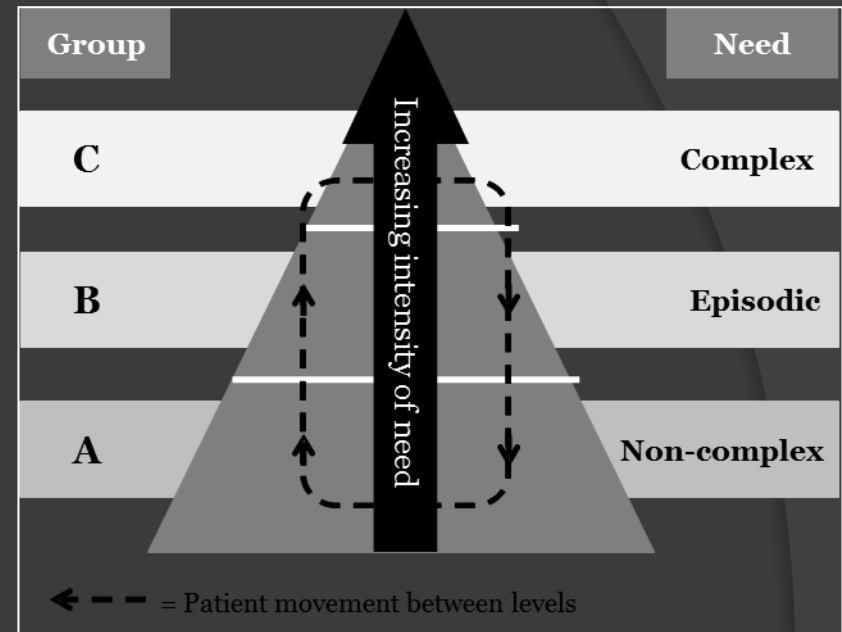 Group
Need
C
Complex
Increasing intensity of need
B
Episodic
A
Non-complex
= Patient movement between levels